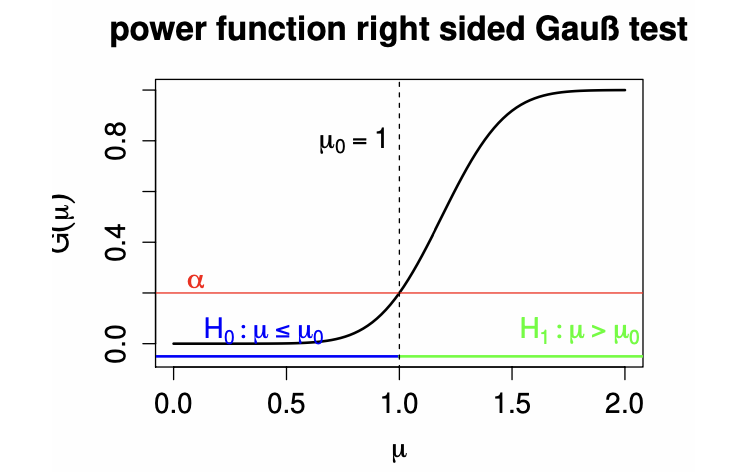 power function right sided Gauß test
G(μ)
0.8
0.4
0.0
μ0 = 1
α
H0 : μ ≤ μ0
H1 : μ > μ0
0.0 0.5 1.0 1.5 2.0
μ